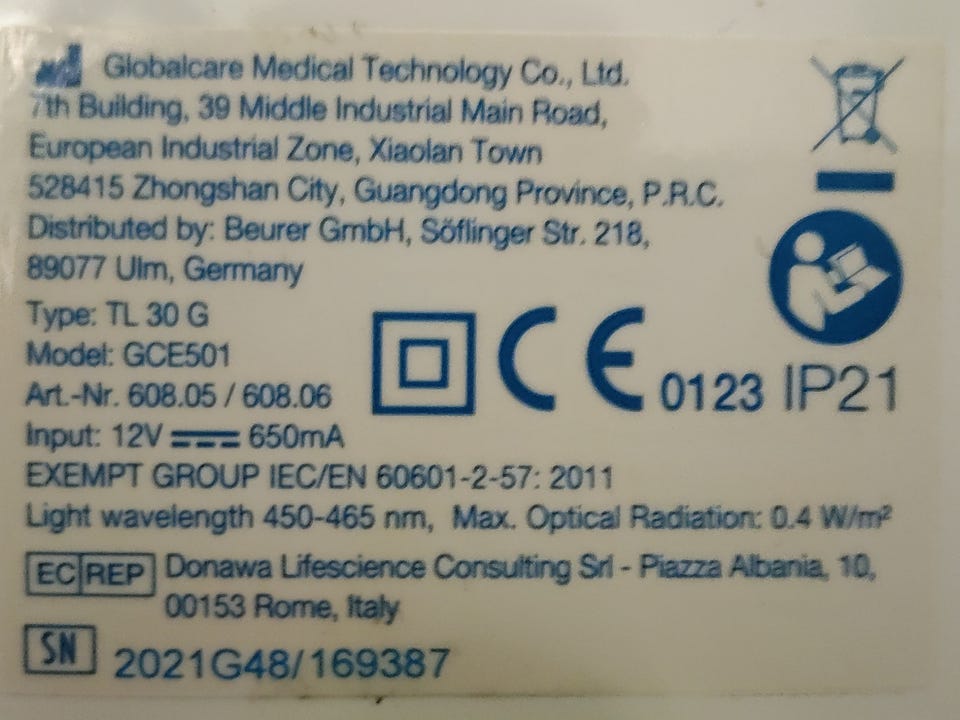 Globalcare Medical Technology Co., Ltd.
7th Building, 39 Middle Industrial Main Road,
European Industrial Zone, Xiaolan Town
528415 Zhongshan City, Guangdong Province, P.R.C.
Distributed by: Beurer GmbH, Söflinger Str. 218,
89077 Ulm, Germany
Type: TL 30 G
Model: GCE501
Art.-Nr. 608.05 / 608.06
CE 0123 IP21
Input: 12V 650mA
EXEMPT GROUP IEC/EN 60601-2-57: 2011
Light wavelength 450-465 nm, Max. Optical Radiation: 0.4 W/m²
EC REP Donawa Lifescience Consulting Srl - Piazza Albania, 10,
00153 Rome, Italy
SN 2021G48/169387